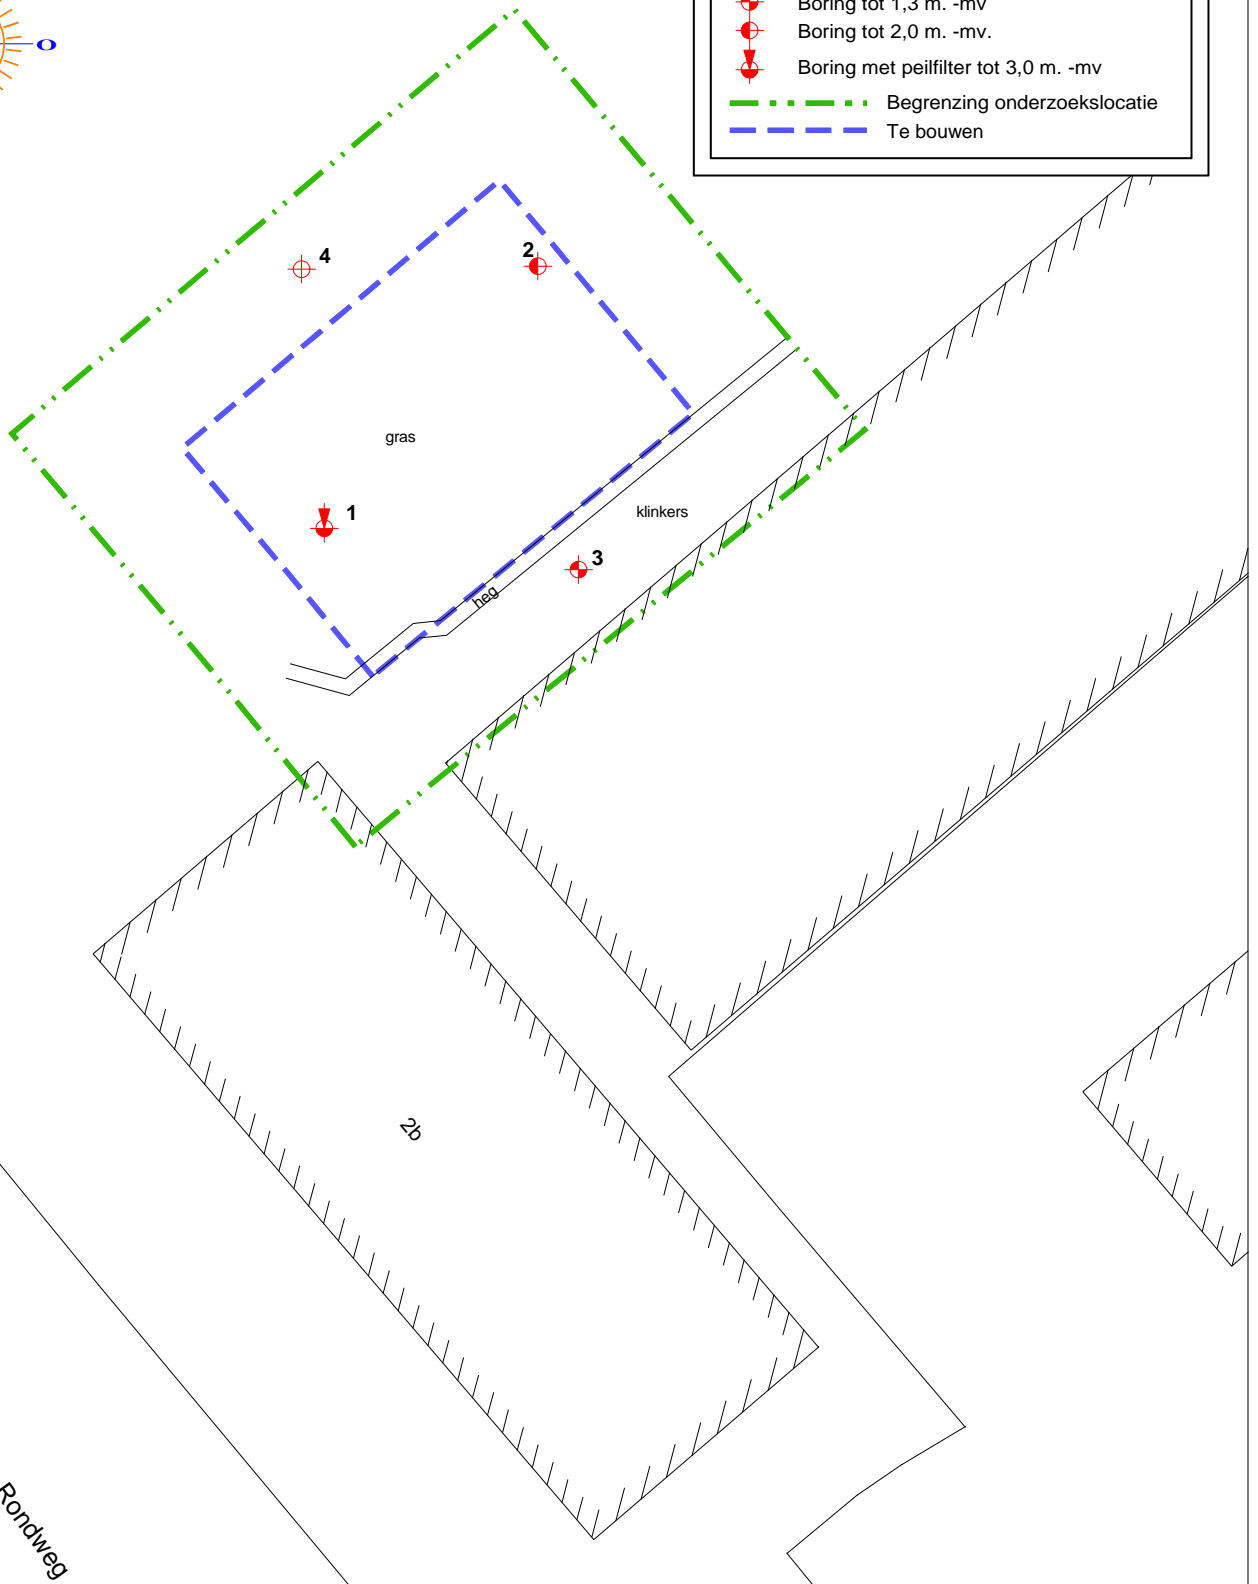 Boring tot 1,3 m. -mv
O
Boring tot 2,0 m. -mv.
Boring met peilfilter tot 3,0 m. -mv
Begrenzing onderzoekslocatie
Te bouwen
4
2
gras
1
klinkers
3
heg
2b
Rondweg